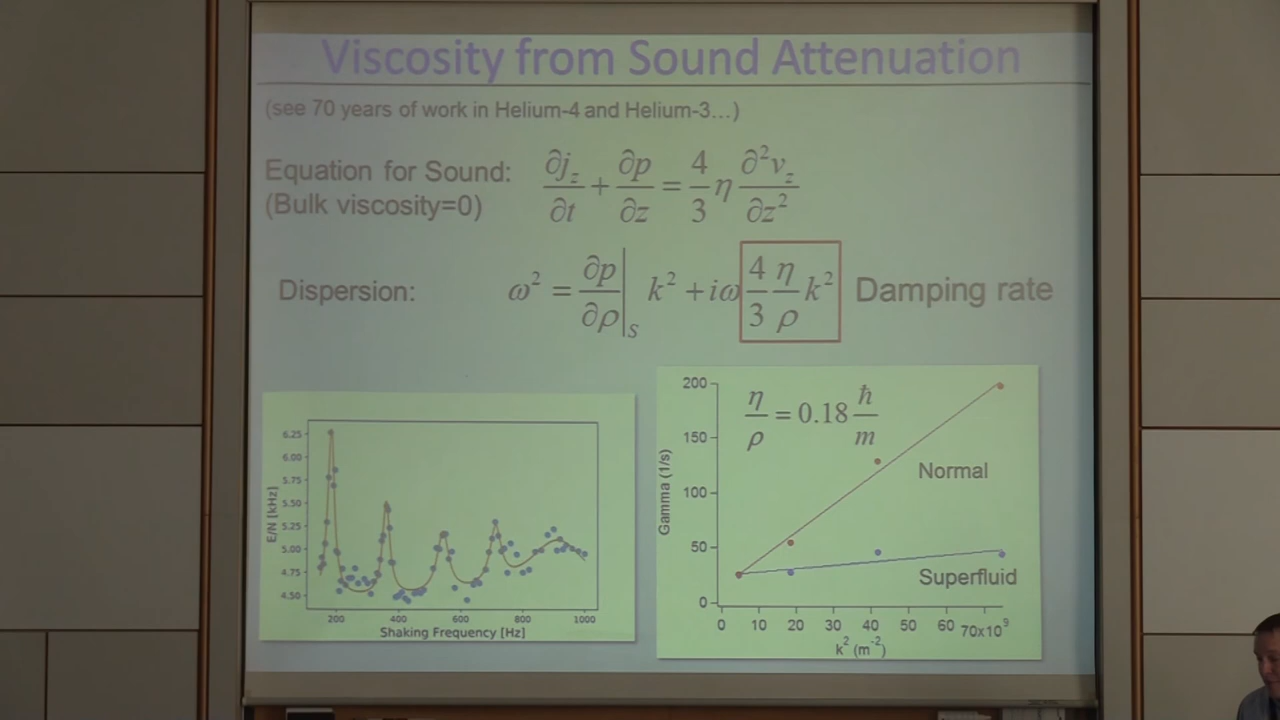 Viscosity from Sound Attenuation
(see 70 years of work in Helium-4 and Helium-3...)
Equation for Sound: ∂j_z/∂t + ∂p/∂z = 4/3 η ∂²v_z/∂z²
(Bulk viscosity=0)
Dispersion: ω² = ∂p/∂ρ|_S k² + iω 4/3 η/ρ k² Damping rate
E/N [kHz]
6.25
6.00
5.75
5.50
5.25
5.00
4.75
4.50
200 400 600 800 1000
Shaking Frequency [Hz]
Gamma (1/s)
200
150
100
50
0
η/ρ = 0.18 ħ/m
Normal
Superfluid
0 10 20 30 40 50 60 70x10⁹
k² (m⁻²)